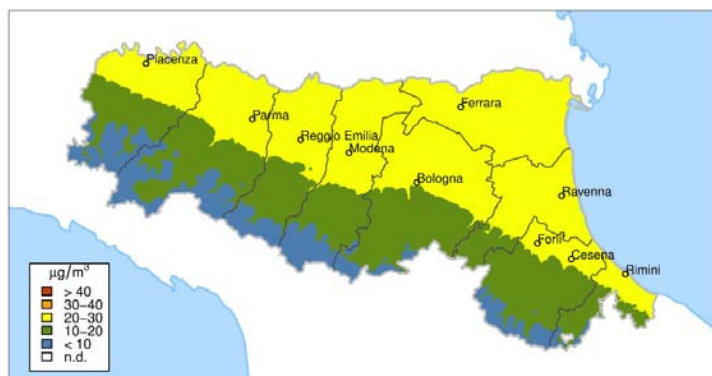 Piacenza
Parma
Reggio Emilia
Modena
Ferrara
Bologna
Ravenna
Forlì
Cesena
Rimini
µg/m³
> 40
30–40
20–30
10–20
< 10
n.d.